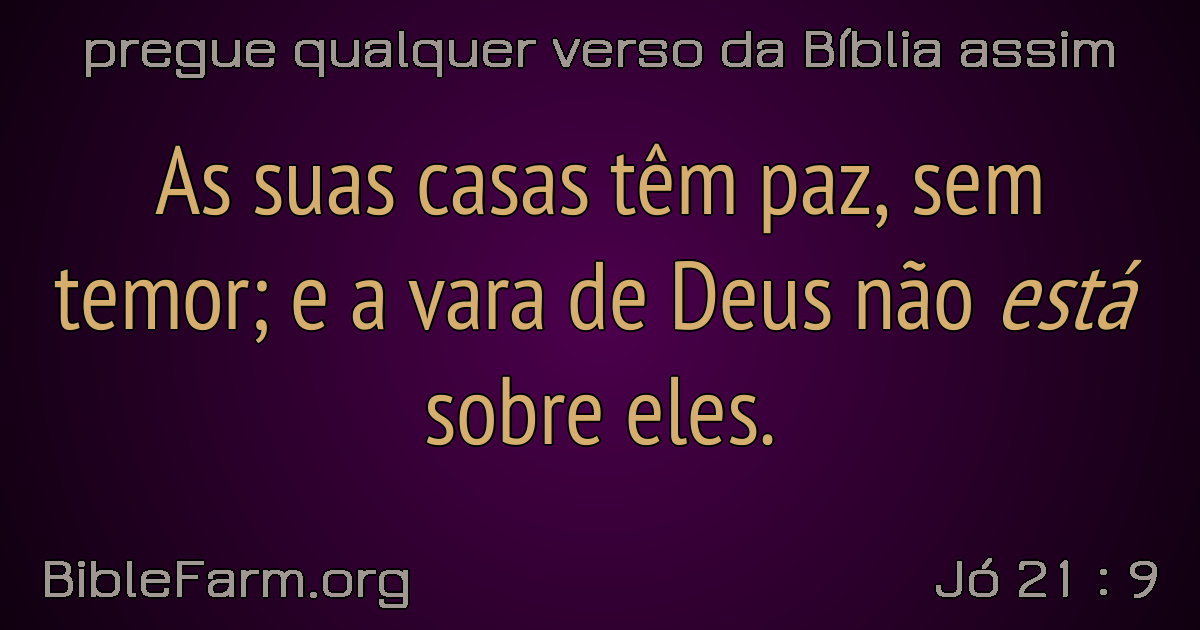 pregue qualquer verso da Bíblia assim
As suas casas têm paz, sem
temor; e a vara de Deus não está
sobre eles.
BibleFarm.org
Jó 21 : 9